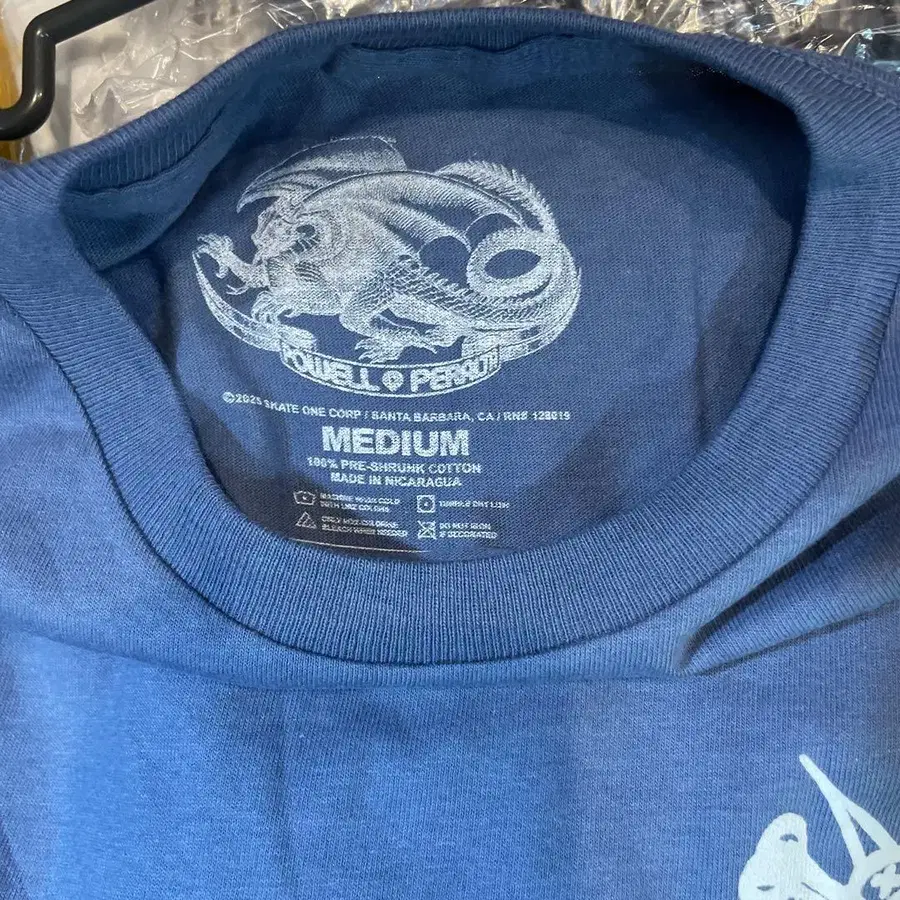 POWELL PERALTA
©2025 SKATE ONE CORP / SANTA BARBARA, CA / RN# 128019
MEDIUM
100% PRE-SHRUNK COTTON
MADE IN NICARAGUA
MACHINE WASH COLD
WITH LIKE COLORS
TUMBLE DRY LOW
ONLY NON-CHLORINE
BLEACH WHEN NEEDED
DO NOT IRON
IF DECORATED